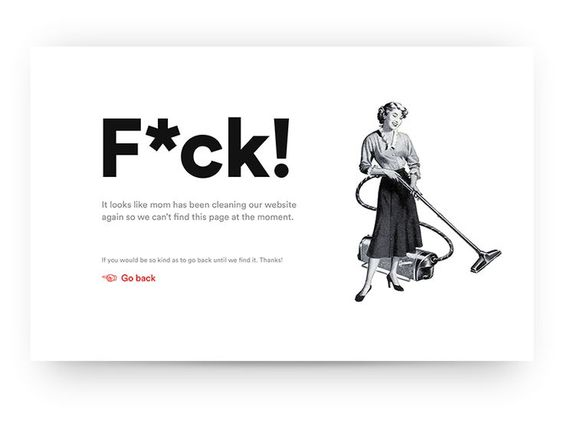 F*ck!
It looks like mom has been cleaning our website
again so we can't find this page at the moment.
If you would be so kind as to go back until we find it. Thanks!
Go back